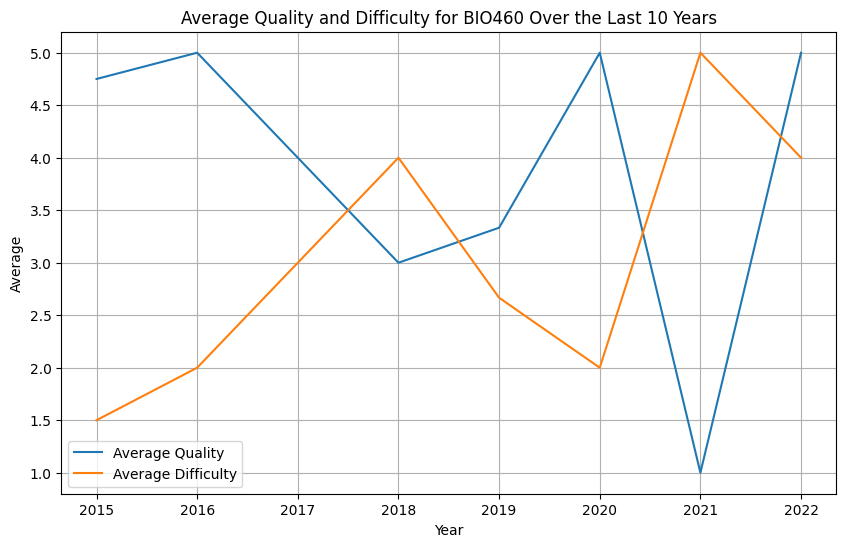 Average Quality and Difficulty for BIO460 Over the Last 10 Years
5.0
4.5
4.0
3.5
3.0
2.5
2.0
1.5
1.0
Average
Average Quality
Average Difficulty
2015 2016 2017 2018 2019 2020 2021 2022
Year